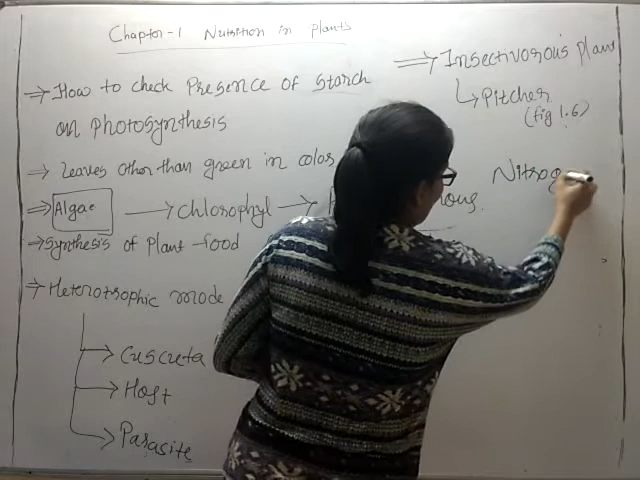 Chapter-1 Nutrition in plants
⇒ How to check Presence of starch
on photosynthesis
⇒ Leaves other than green in color
⇒ Algae → chlorophyl →
→ Synthesis of plant food
⇒ Heterotrophic mode
→ Cuscuta
→ Host
→ Parasite
⇒ Insectivorous plant
↳ Pitcher
(fig 1.6)
Nitrog